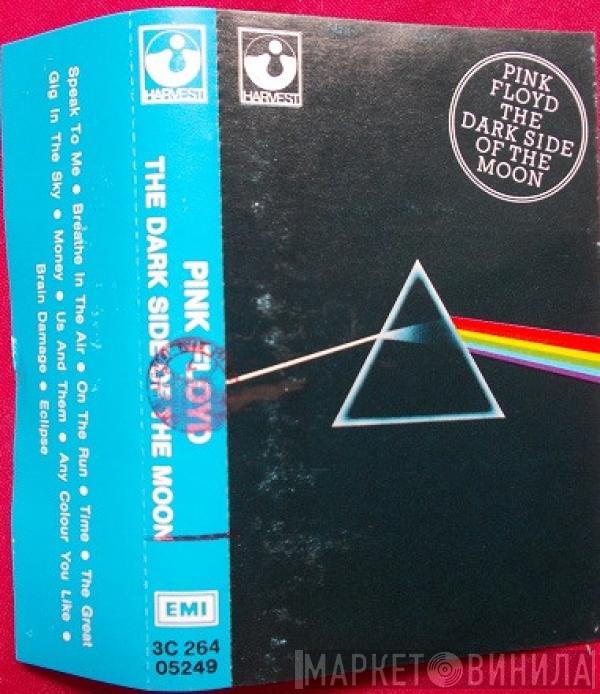 Speak To Me ● Breathe In The Air ● On The Run ● Time ● The Great
Gig In The Sky ● Money ● Us And Them ● Any Colour You Like ●
Brain Damage ● Eclipse
HARVEST
PINK FLOYD
THE DARK SIDE OF THE MOON
EMI
3C 264
05249
HARVEST
PINK
FLOYD
THE
DARK SIDE
OF THE
MOON
МАРКЕТ ВИНИЛА